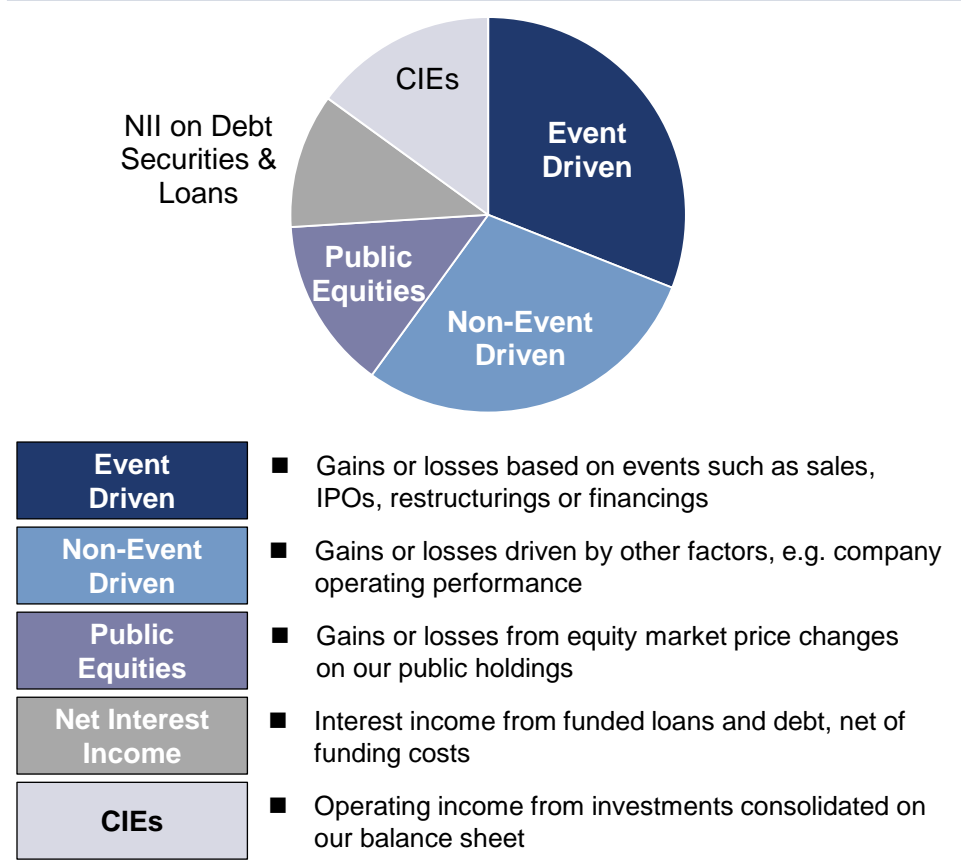 CIEs
NII on Debt
Securities &
Loans
Event
Driven
Public
Equities
Non-Event
Driven
Event
Driven
■ Gains or losses based on events such as sales,
IPOs, restructurings or financings
Non-Event
Driven
■ Gains or losses driven by other factors, e.g. company
operating performance
Public
Equities
■ Gains or losses from equity market price changes
on our public holdings
Net Interest
Income
■ Interest income from funded loans and debt, net of
funding costs
CIEs
■ Operating income from investments consolidated on
our balance sheet